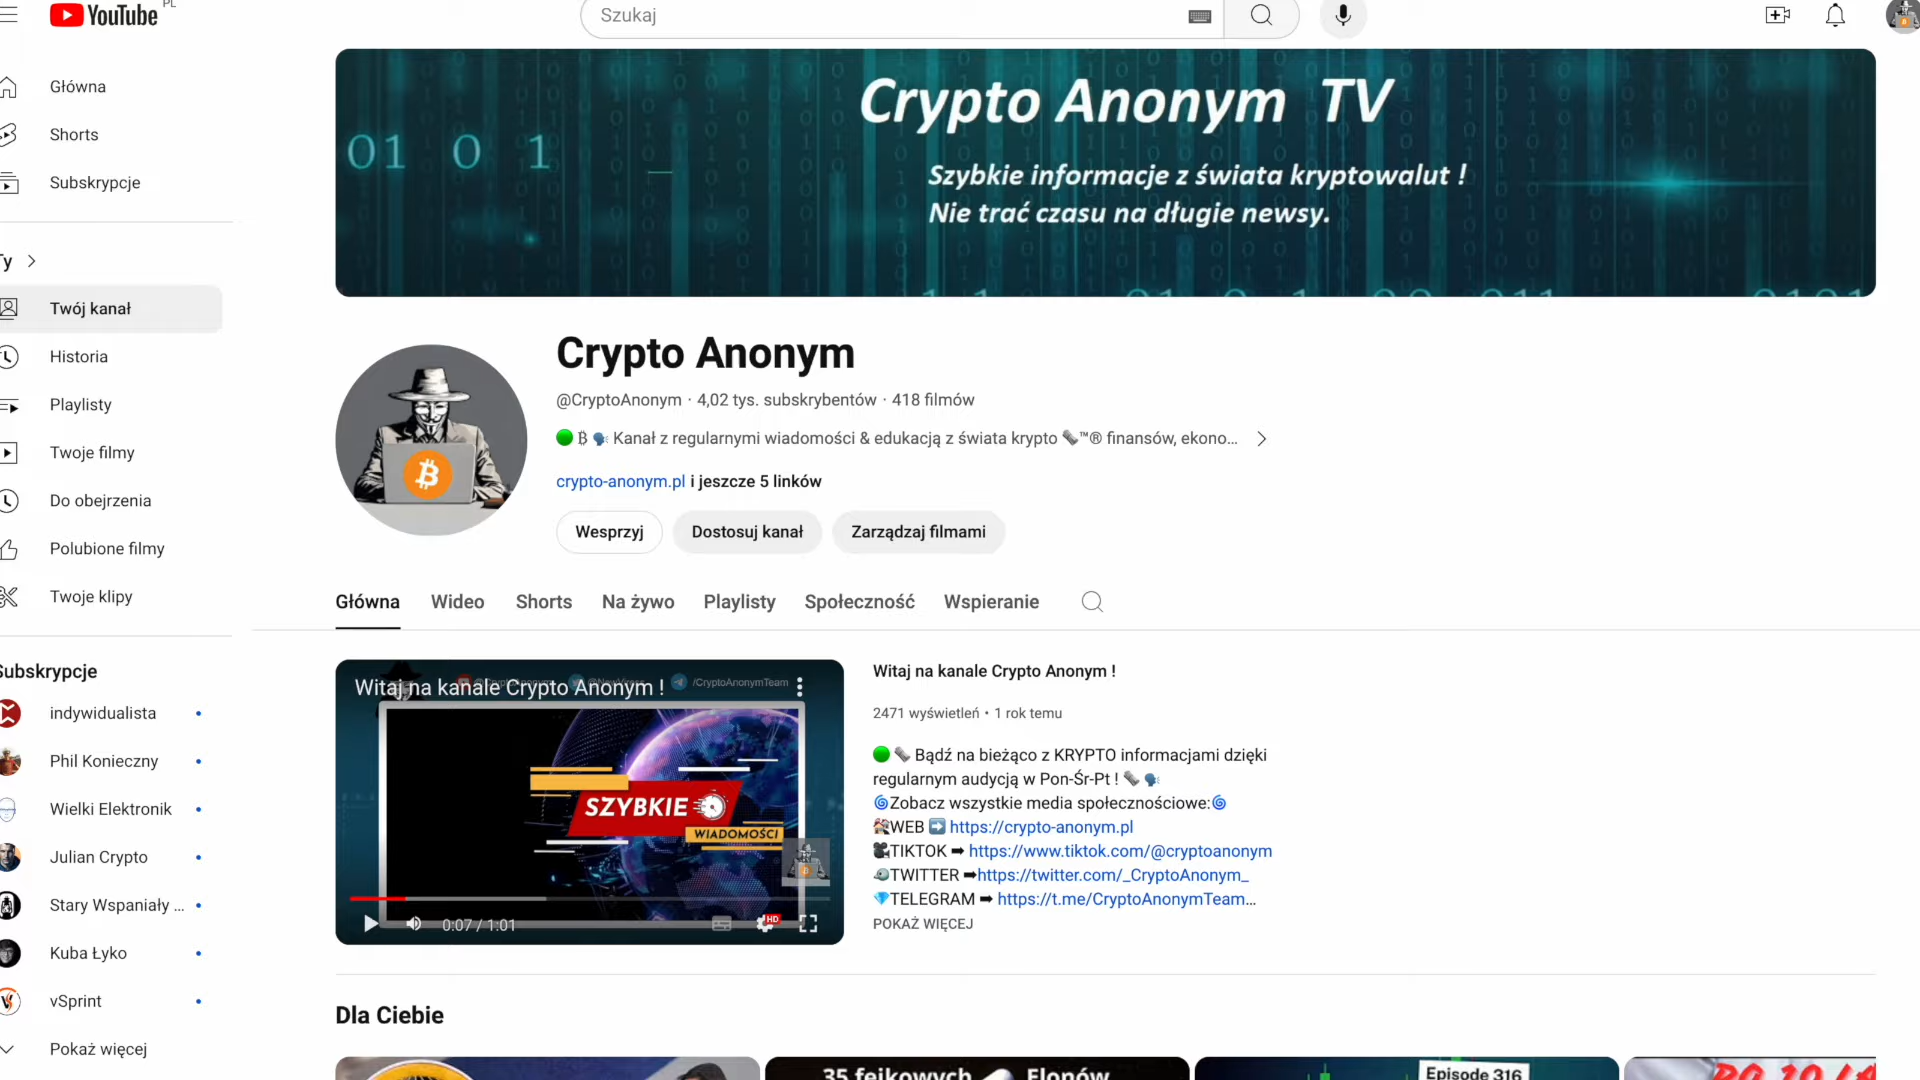 YouTube PL
Szukaj
Główna
Shorts
Subskrypcje
Twój kanał
Historia
Playlisty
Twoje filmy
Do obejrzenia
Polubione filmy
Twoje klipy
Subskrypcje
indywidualista
Phil Konieczny
Wielki Elektronik
Julian Crypto
Stary Wspaniały ...
Kuba Łyko
vSprint
Pokaż więcej
01 0 1
Crypto Anonym TV
Szybkie informacje z świata kryptowalut !
Nie trać czasu na długie newsy.
Crypto Anonym
@CryptoAnonym · 4,02 tys. subskrybentów · 418 filmów
🟢 ₿ 🗣 Kanał z regularnymi wiadomości & edukacją z świata krypto 🗞™® finansów, ekono...
crypto-anonym.pl i jeszcze 5 linków
Wesprzyj
Dostosuj kanał
Zarządzaj filmami
Główna
Wideo
Shorts
Na żywo
Playlisty
Społeczność
Wspieranie
Witaj na kanale Crypto Anonym !
/CryptoAnonymTeam
SZYBKIE
WIADOMOŚCI
0:07 / 1:01
HD
Witaj na kanale Crypto Anonym !
2471 wyświetleń • 1 rok temu
🟢 🗞 Bądź na bieżąco z KRYPTO informacjami dzięki
regularnym audycją w Pon-Śr-Pt ! 🗞 🗣
🌀Zobacz wszystkie media społecznościowe:🌀
WEB ➡ https://crypto-anonym.pl
🎥TIKTOK ➡ https://www.tiktok.com/@cryptoanonym
TWITTER ➡https://twitter.com/_CryptoAnonym_
💎TELEGRAM ➡ https://t.me/CryptoAnonymTeam...
POKAŻ WIĘCEJ
Dla Ciebie
35 fejkowych Elonów
Episode 316